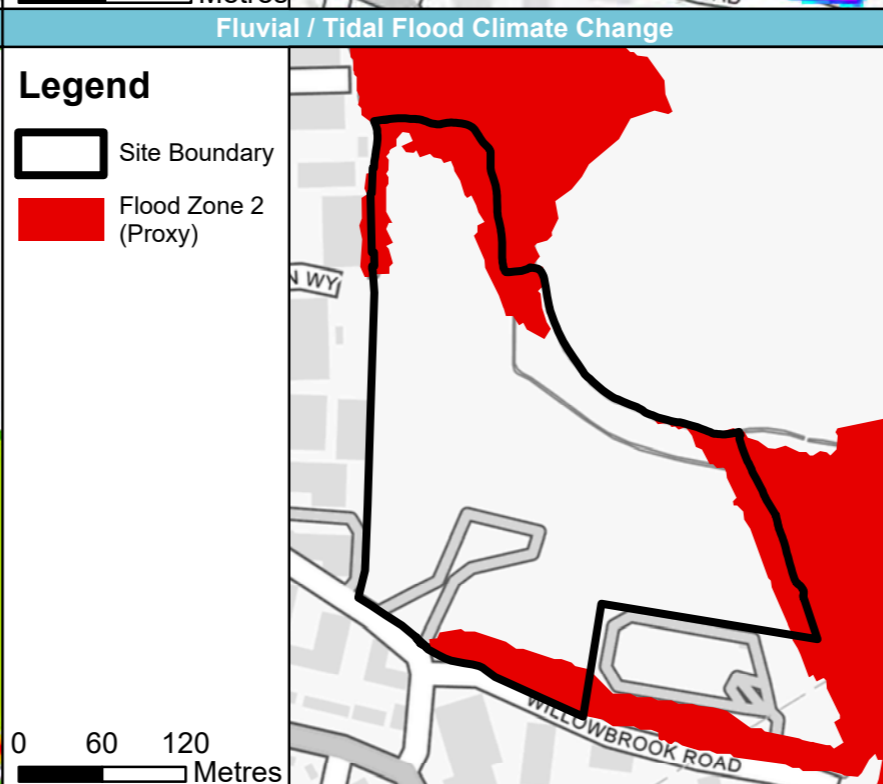 Metres
Fluvial / Tidal Flood Climate Change
Legend
Site Boundary
Flood Zone 2
(Proxy)
N WY
WILLOWBROOK ROAD
0 60 120
Metres